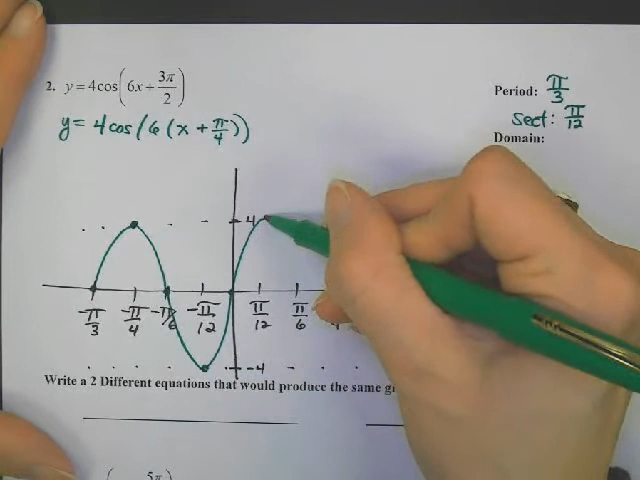 2. y = 4cos(6x + 3π/2)
Period: π/3
y = 4cos(6(x + π/4))
sect: π/12
Domain:
4
-π/3 -π/4 -π/6 -π/12 π/12 π/6
-4
Write a 2 Different equations that would produce the same
5π